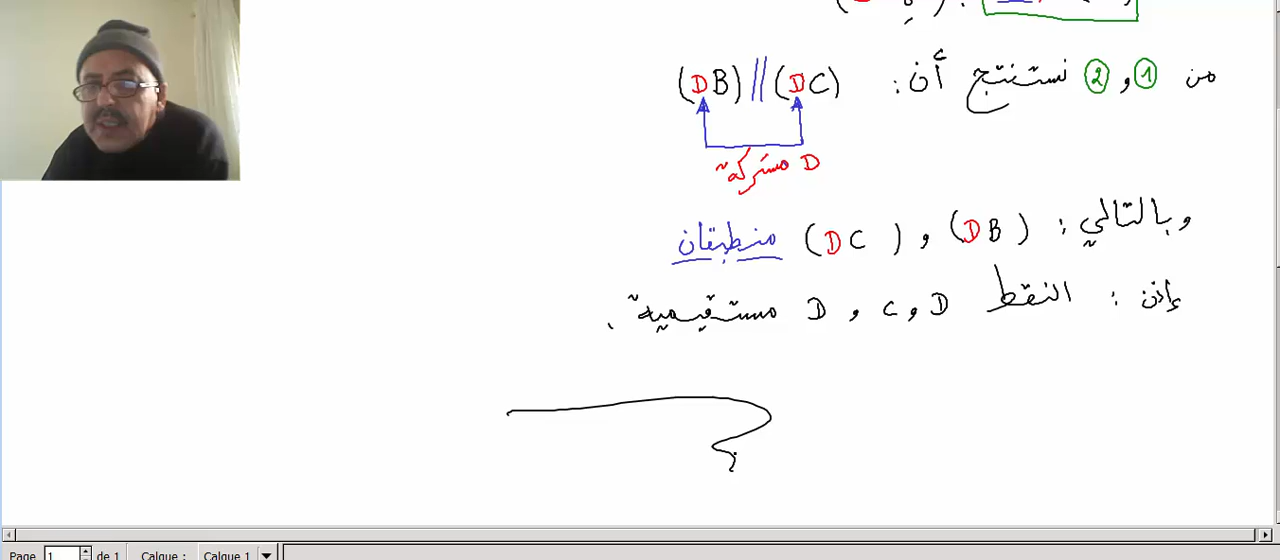 من ① و ② نستنتج أن : (DB) // (DC)
D مشتركة
وبالتالي : (DB) و (DC) منطبقان
إذن : النقط D و C و D مستقيمية .
Page 1 de 1 Calque : Calque 1